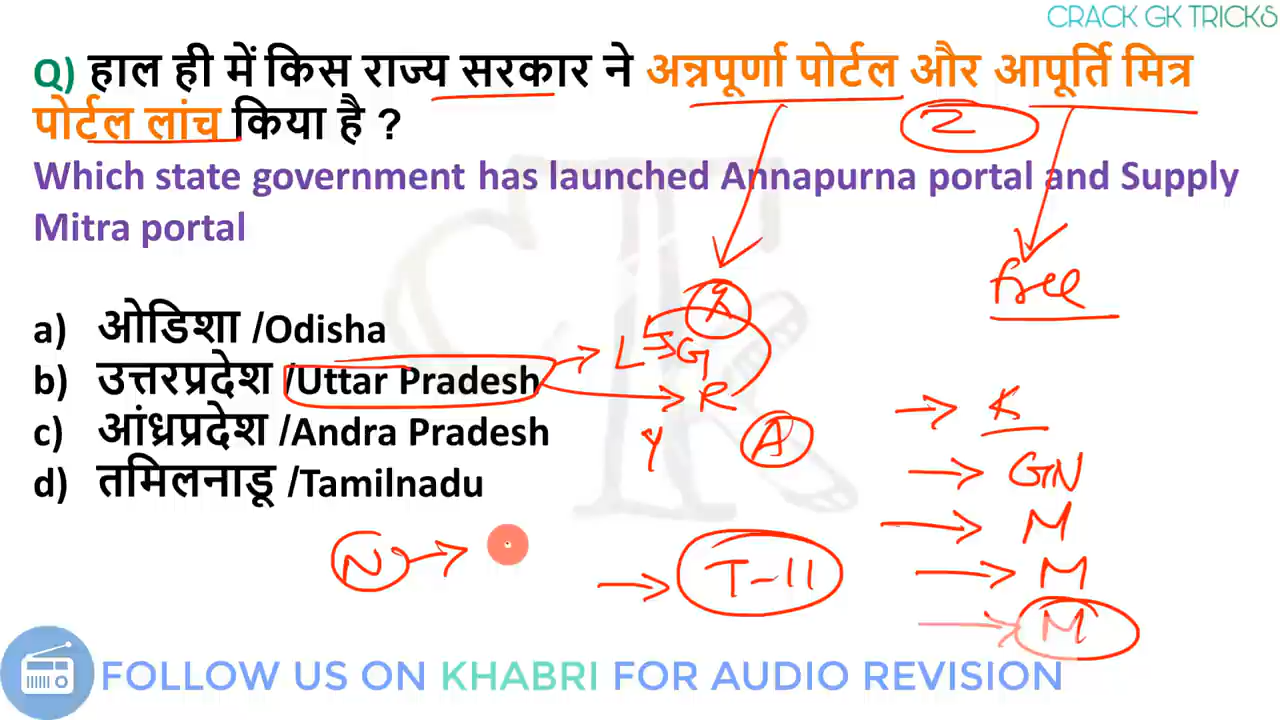 CRACK GK TRICKS
Q) हाल ही में किस राज्य सरकार ने अन्नपूर्णा पोर्टल और आपूर्ति मित्र
पोर्टल लांच किया है ?
2
Which state government has launched Annapurna portal and Supply
Mitra portal
free
a) ओडिशा /Odisha
L G
b) उत्तरप्रदेश /Uttar Pradesh
R
K
c) आंध्रप्रदेश /Andra Pradesh
Y A
GN
d) तमिलनाडू /Tamilnadu
M
N
T-11
M
M
FOLLOW US ON KHABRI FOR AUDIO REVISION